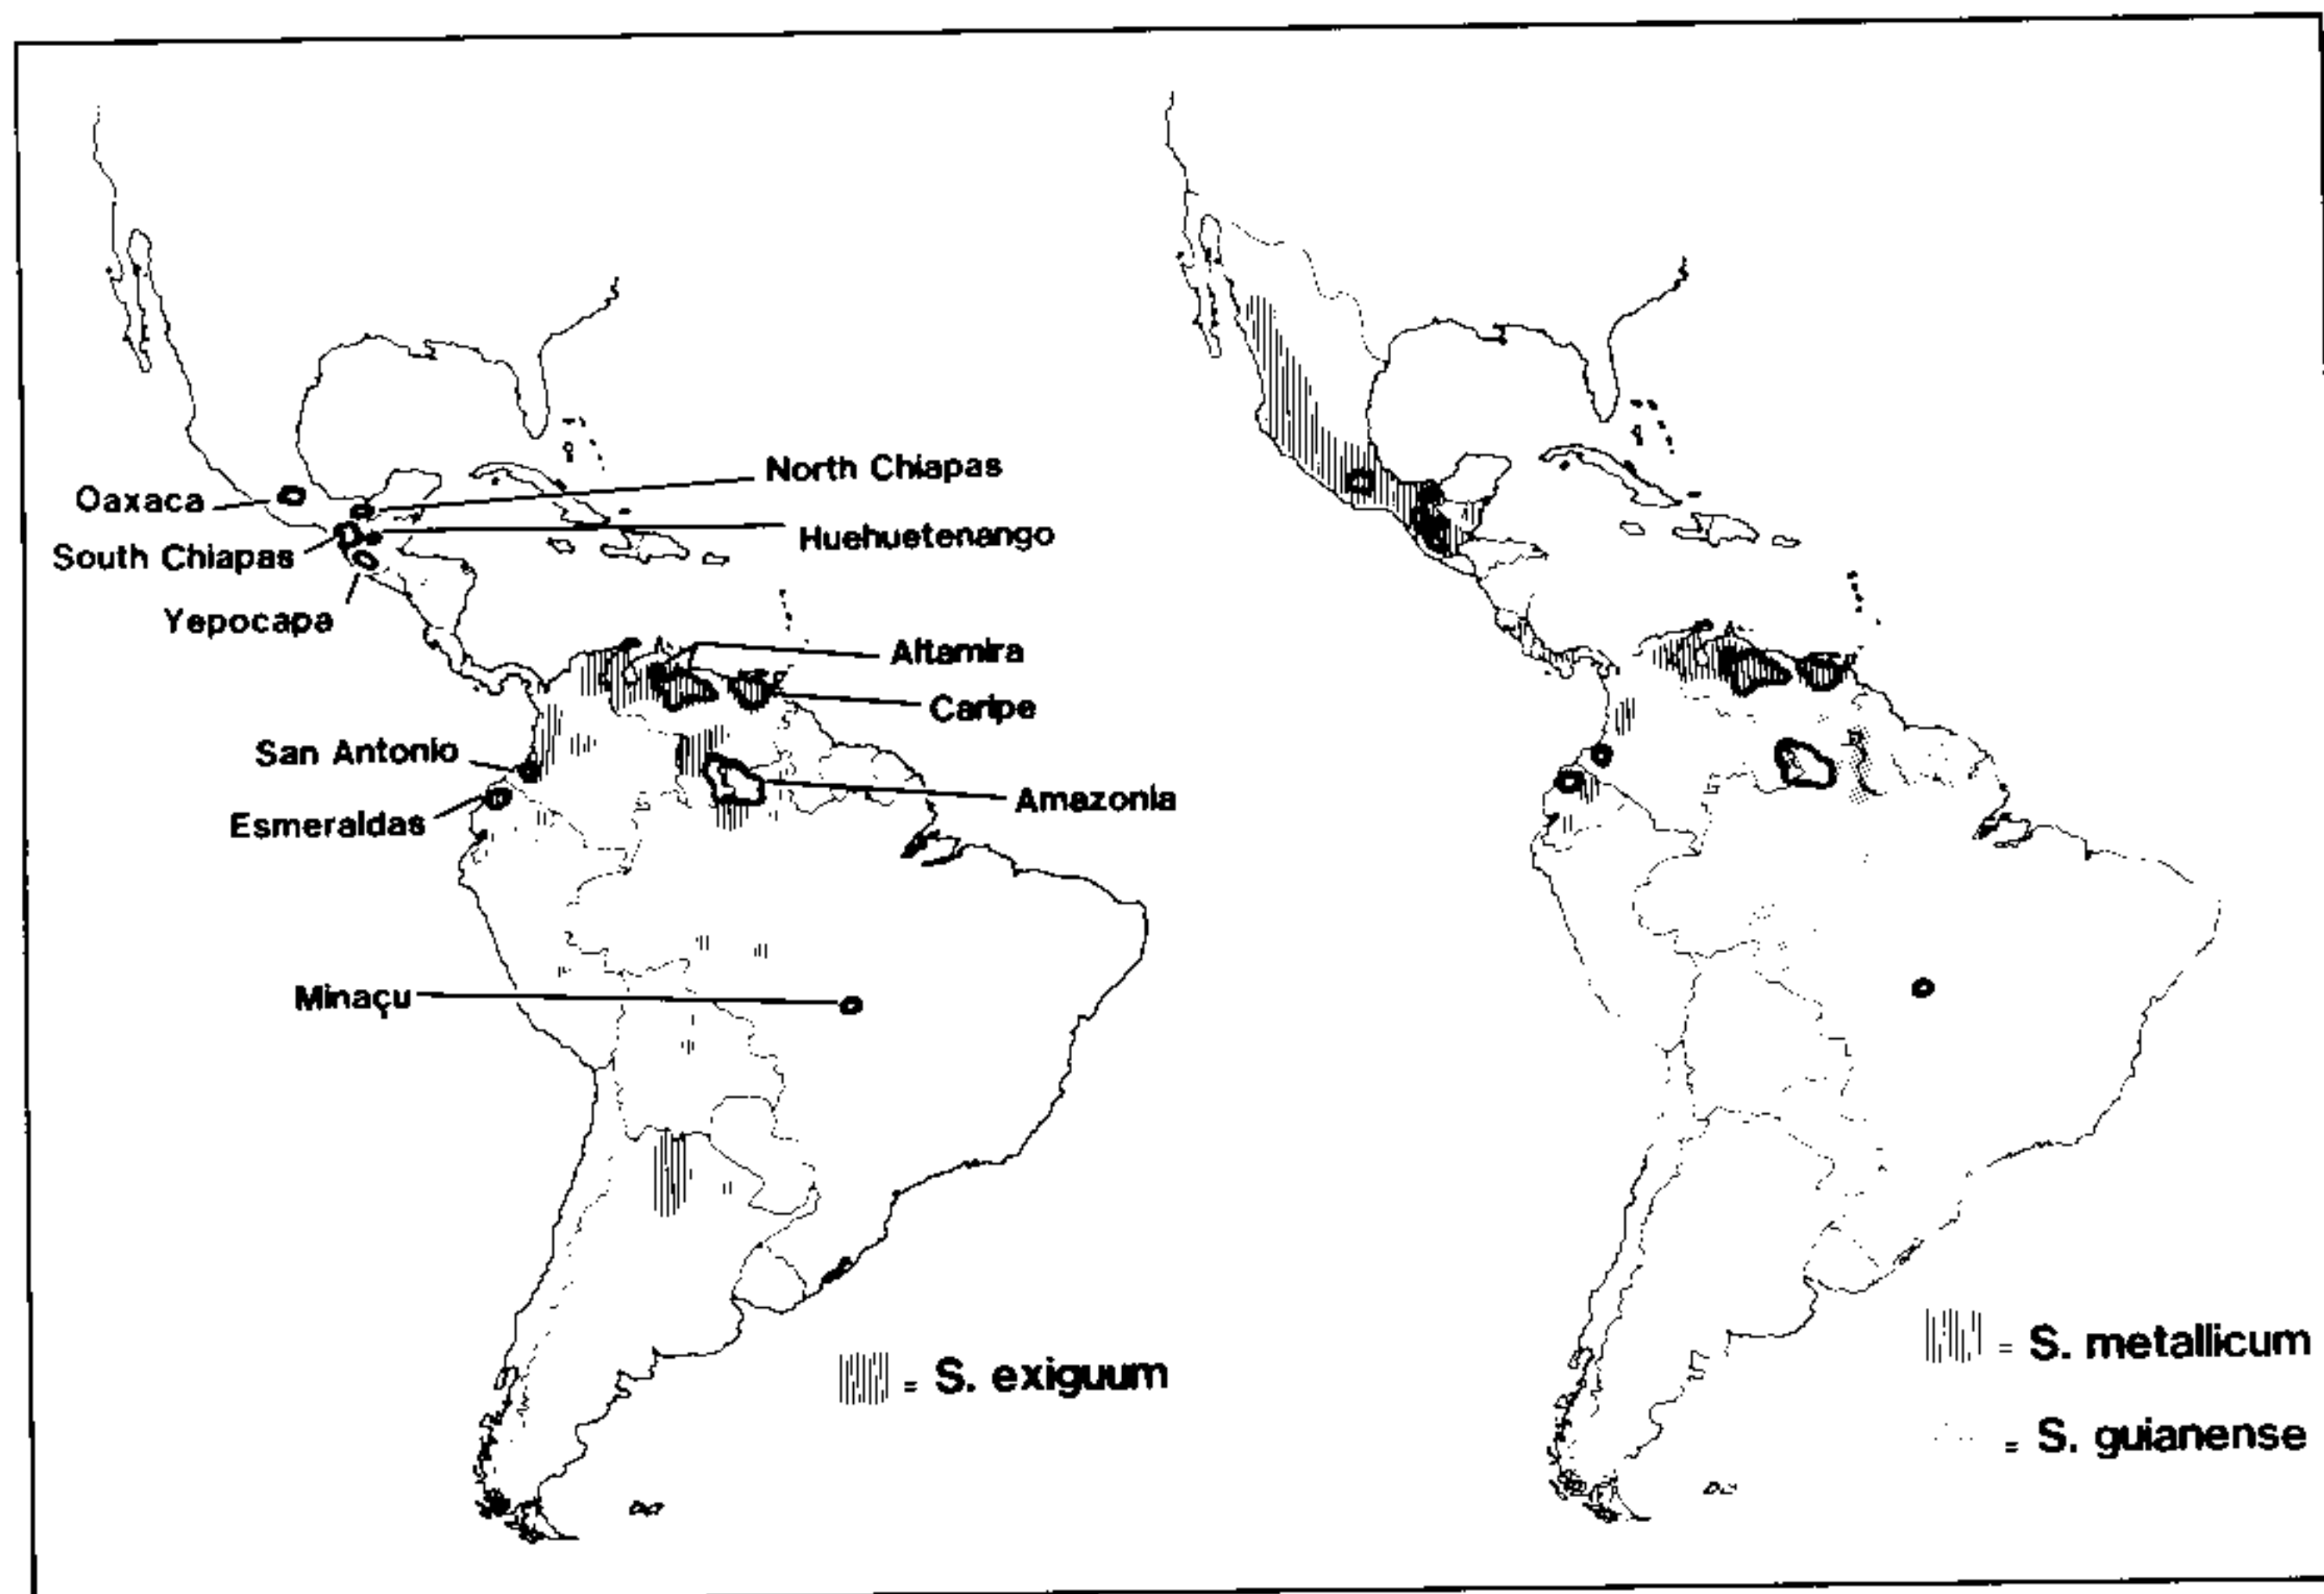 North Chiapas
Oaxaca
Huehuetenango
South Chiapas
Yepocapa
Altamira
Caripe
San Antonio
Amazonia
Esmeraldas
Minaçu
= S. exiguum
= S. metallicum
= S. guianense